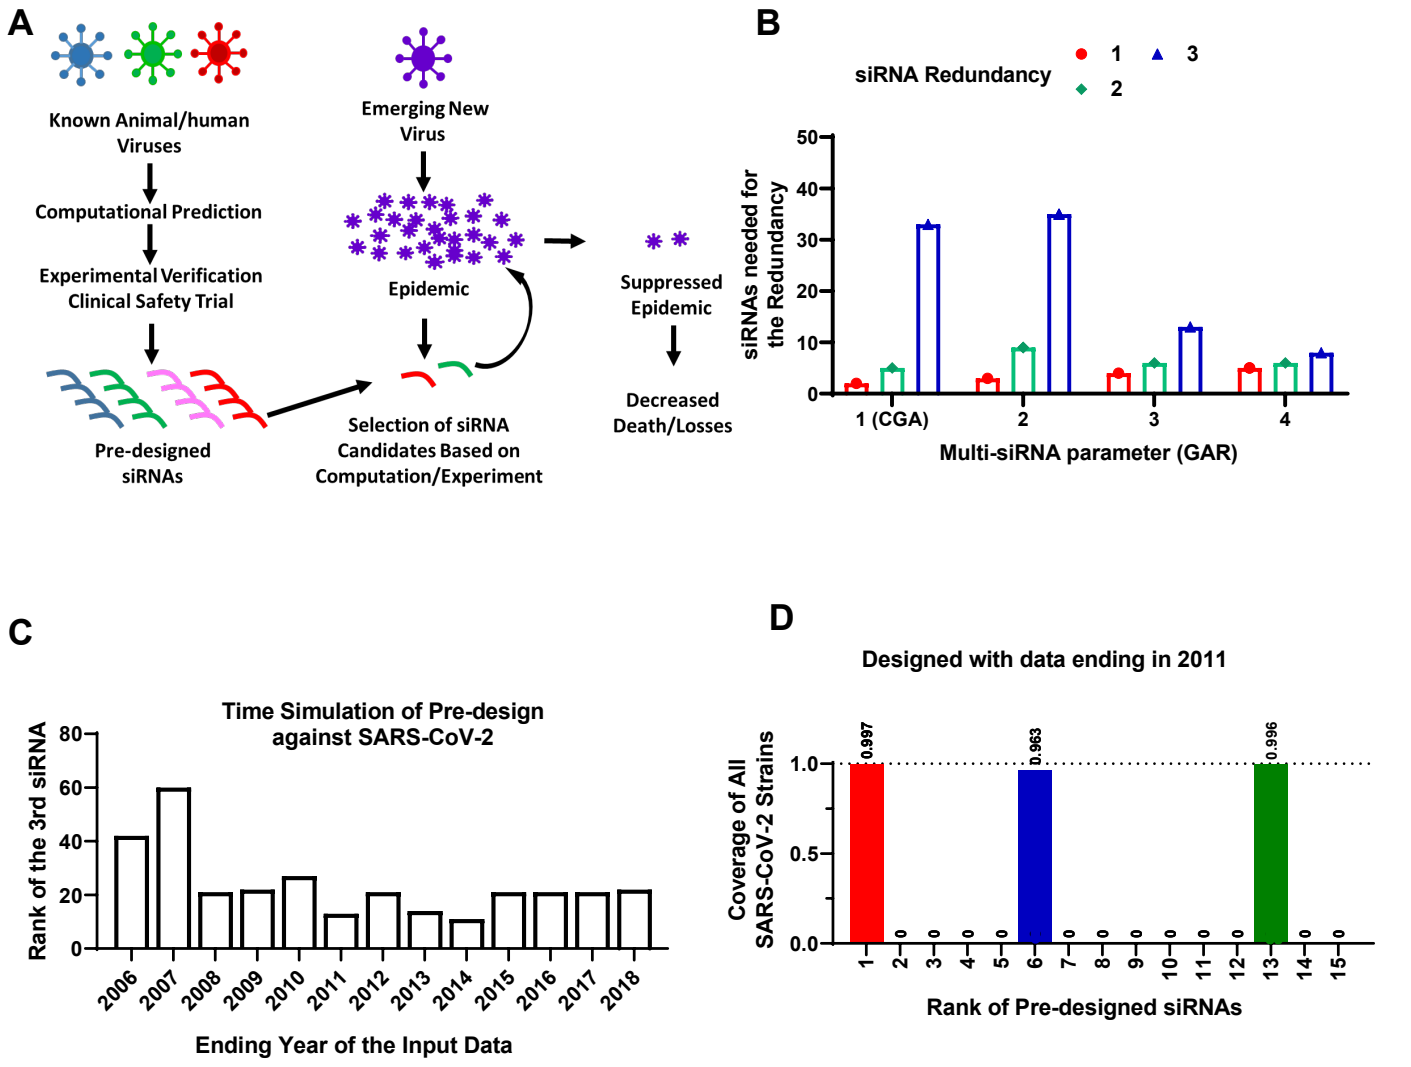 A
Known Animal/human
Viruses
Computational Prediction
Experimental Verification
Clinical Safety Trial
Pre-designed
siRNAs
Emerging New
Virus
Epidemic
Selection of siRNA
Candidates Based on
Computation/Experiment
Suppressed
Epidemic
Decreased
Death/Losses
B
siRNA Redundancy
1
3
2
siRNAs needed for
the Redundancy
50
40
30
20
10
0
1 (CGA)
2
3
4
Multi-siRNA parameter (GAR)
C
Time Simulation of Pre-design
against SARS-CoV-2
Rank of the 3rd siRNA
80
60
40
20
0
2006
2007
2008
2009
2010
2011
2012
2013
2014
2015
2016
2017
2018
Ending Year of the Input Data
D
Designed with data ending in 2011
Coverage of All
SARS-CoV-2 Strains
1.0
0.5
0.0
0.997
0
0
0
0
0.963
0
0
0
0
0
0
0.996
0
0
1
2
3
4
5
6
7
8
9
10
11
12
13
14
15
Rank of Pre-designed siRNAs